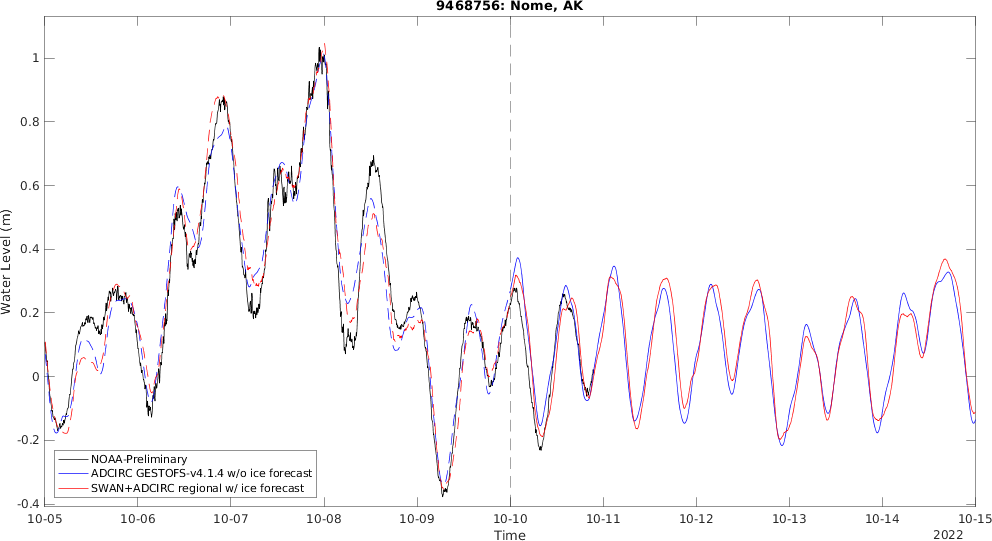 9468756: Nome, AK
Water Level (m)
1
0.8
0.6
0.4
0.2
0
-0.2
-0.4
NOAA-Preliminary
ADCIRC GESTOFS-v4.1.4 w/o ice forecast
SWAN+ADCIRC regional w/ ice forecast
10-05 10-06 10-07 10-08 10-09 10-10 10-11 10-12 10-13 10-14 10-15
Time
2022